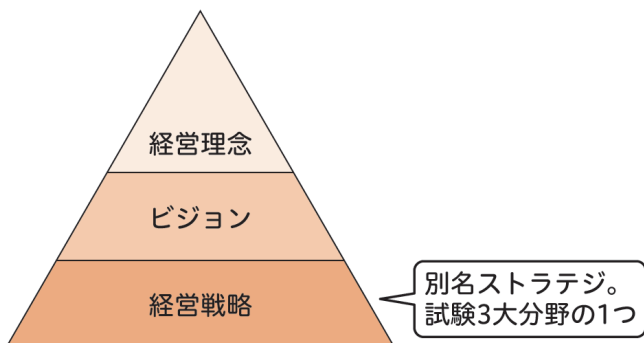 経営理念
ビジョン
経営戦略
別名ストラテジ。
試験3大分野の1つ